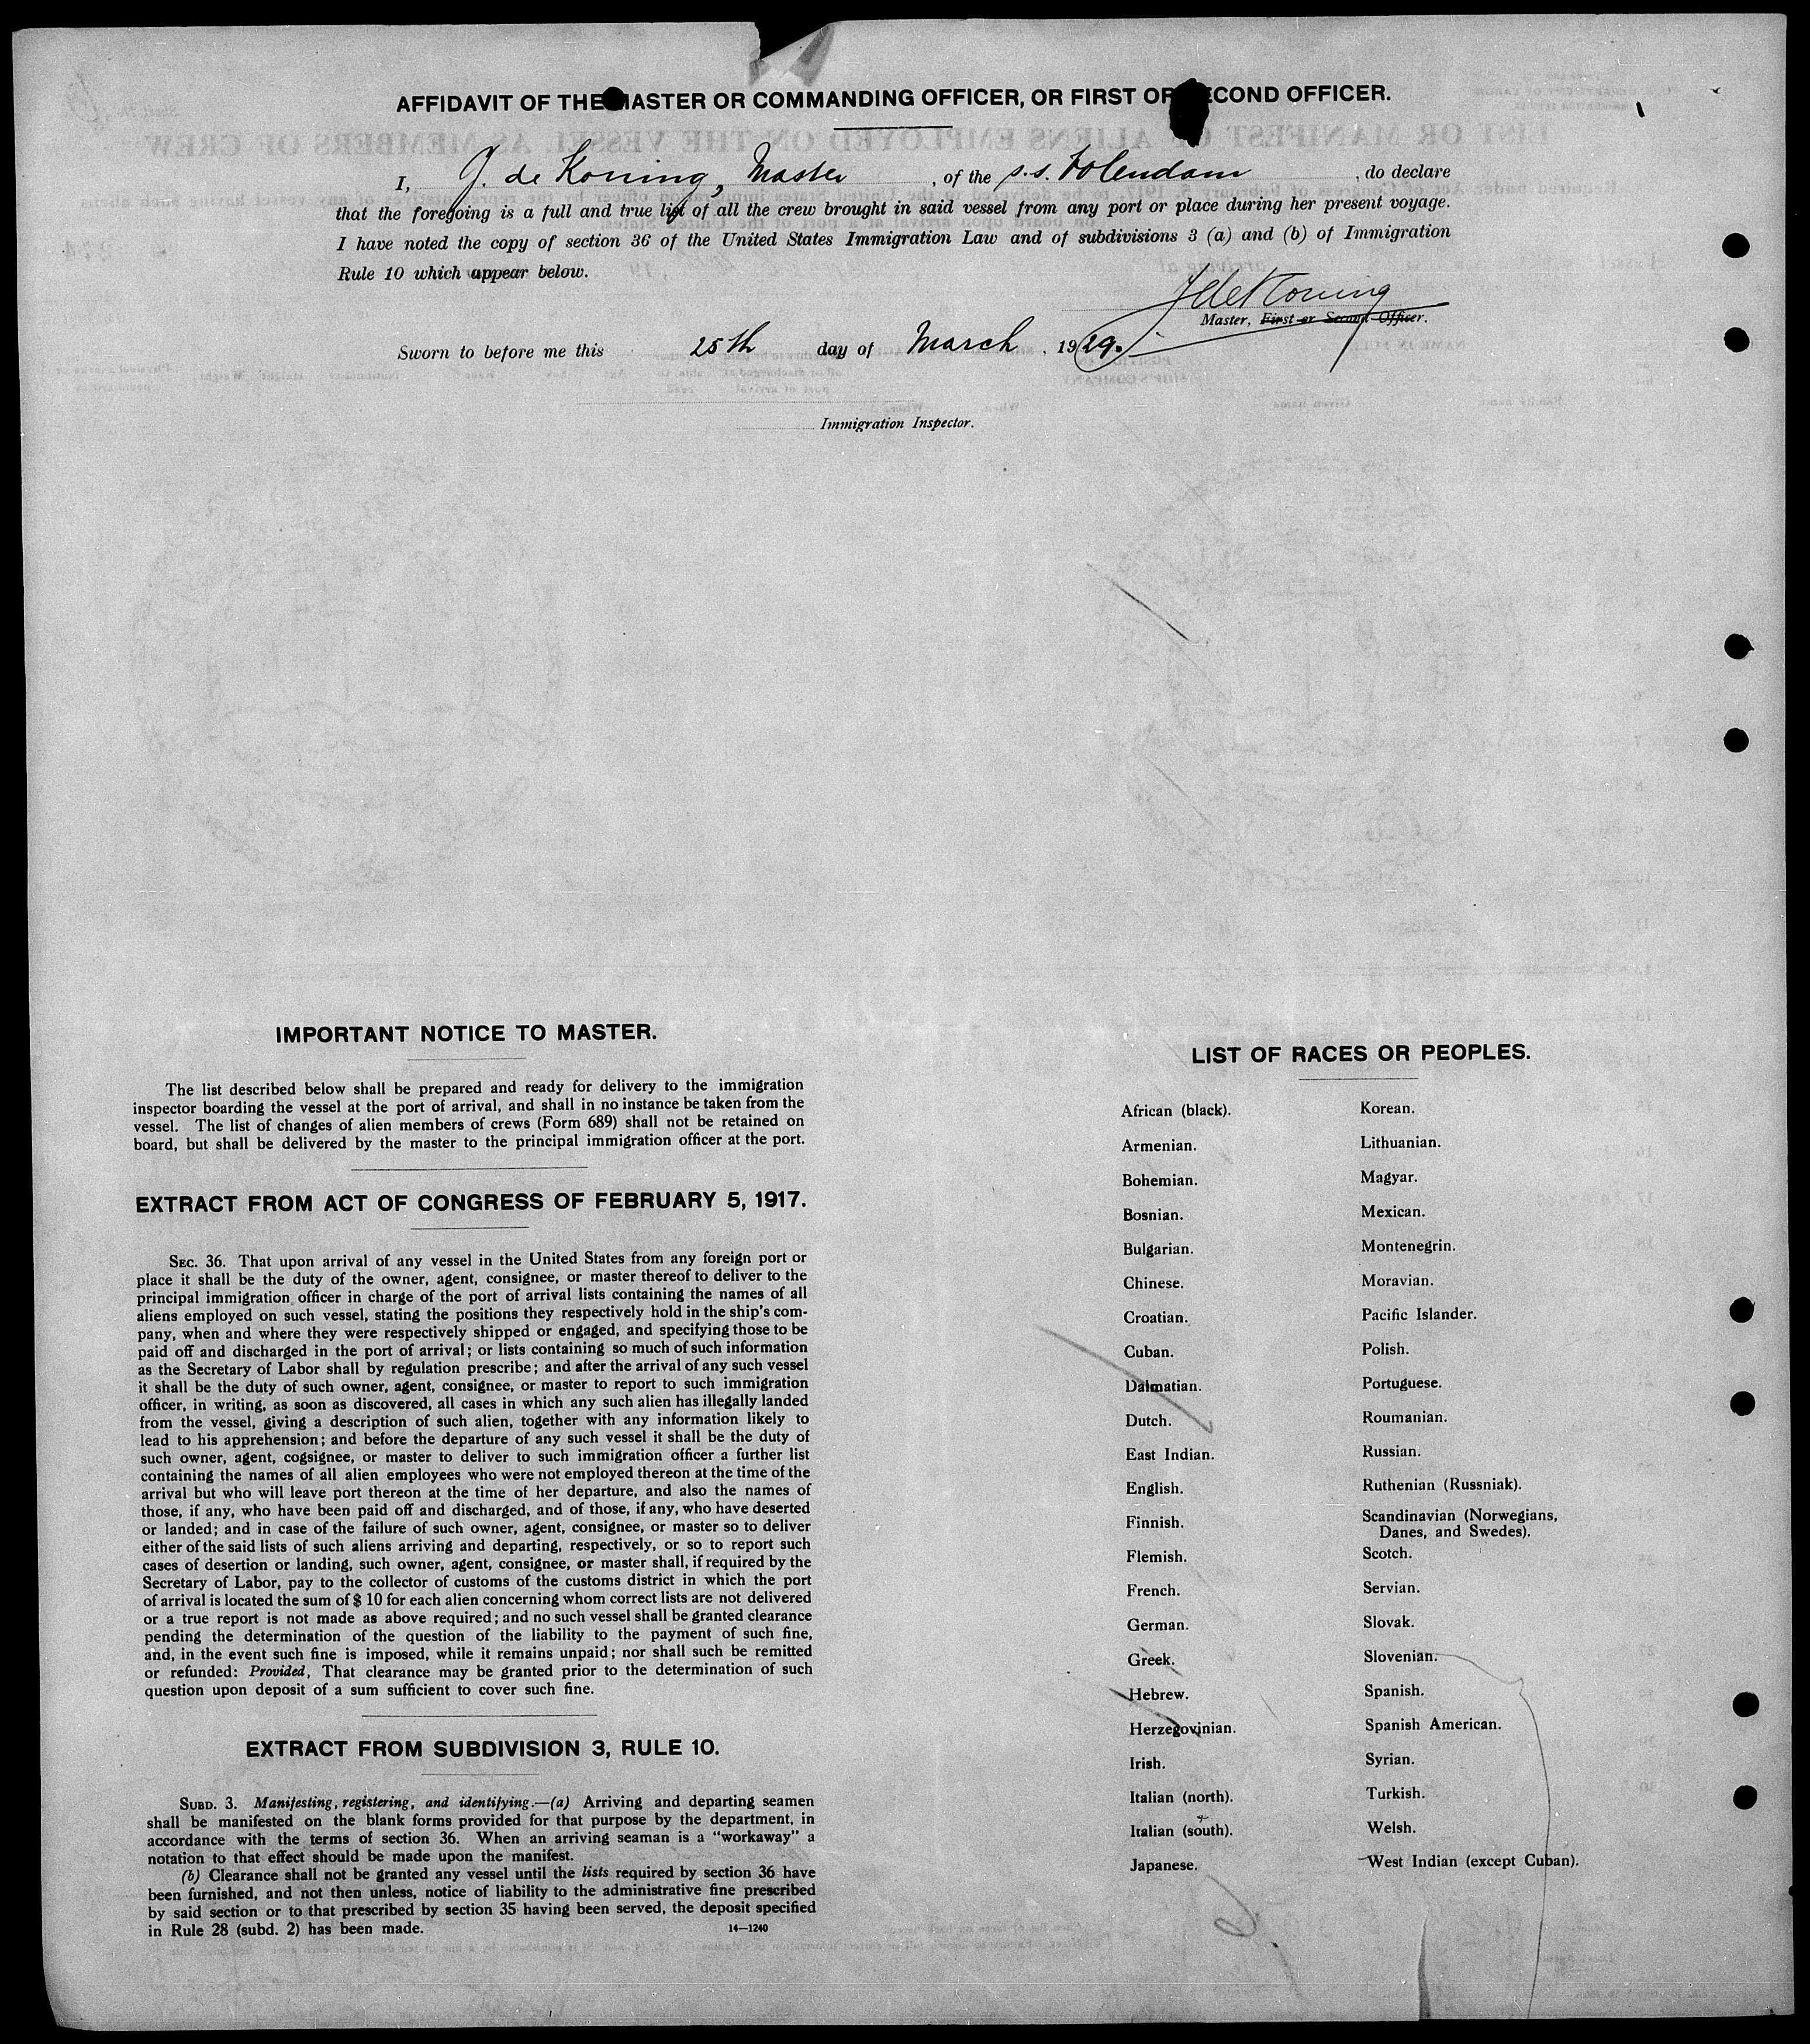 AFFIDAVIT OF THE MASTER OR COMMANDING OFFICER, OR FIRST OR SECOND OFFICER.
I, J. de Koning, Master, of the s.s. Volendam, do declare
that the foregoing is a full and true list of all the crew brought in said vessel from any port or place during her present voyage.
I have noted the copy of section 36 of the United States Immigration Law and of subdivisions 3 (a) and (b) of Immigration
Rule 10 which appear below.
J de Koning
Master, First or Second Officer.
Sworn to before me this 25th day of March, 1929.
Immigration Inspector.
IMPORTANT NOTICE TO MASTER.
The list described below shall be prepared and ready for delivery to the immigration
inspector boarding the vessel at the port of arrival, and shall in no instance be taken from the
vessel. The list of changes of alien members of crews (Form 689) shall not be retained on
board, but shall be delivered by the master to the principal immigration officer at the port.
EXTRACT FROM ACT OF CONGRESS OF FEBRUARY 5, 1917.
SEC. 36. That upon arrival of any vessel in the United States from any foreign port or
place it shall be the duty of the owner, agent, consignee, or master thereof to deliver to the
principal immigration officer in charge of the port of arrival lists containing the names of all
aliens employed on such vessel, stating the positions they respectively hold in the ship's com-
pany, when and where they were respectively shipped or engaged, and specifying those to be
paid off and discharged in the port of arrival; or lists containing so much of such information
as the Secretary of Labor shall by regulation prescribe; and after the arrival of any such vessel
it shall be the duty of such owner, agent, consignee, or master to report to such immigration
officer, in writing, as soon as discovered, all cases in which any such alien has illegally landed
from the vessel, giving a description of such alien, together with any information likely to
lead to his apprehension; and before the departure of any such vessel it shall be the duty of
such owner, agent, cogsignee, or master to deliver to such immigration officer a further list
containing the names of all alien employees who were not employed thereon at the time of the
arrival but who will leave port thereon at the time of her departure, and also the names of
those, if any, who have been paid off and discharged, and of those, if any, who have deserted
or landed; and in case of the failure of such owner, agent, consignee, or master so to deliver
either of the said lists of such aliens arriving and departing, respectively, or so to report such
cases of desertion or landing, such owner, agent, consignee, or master shall, if required by the
Secretary of Labor, pay to the collector of customs of the customs district in which the port
of arrival is located the sum of $ 10 for each alien concerning whom correct lists are not delivered
or a true report is not made as above required; and no such vessel shall be granted clearance
pending the determination of the question of the liability to the payment of such fine,
and, in the event such fine is imposed, while it remains unpaid; nor shall such be remitted
or refunded: Provided, That clearance may be granted prior to the determination of such
question upon deposit of a sum sufficient to cover such fine.
EXTRACT FROM SUBDIVISION 3, RULE 10.
SUBD. 3. Manifesting, registering, and identifying.—(a) Arriving and departing seamen
shall be manifested on the blank forms provided for that purpose by the department, in
accordance with the terms of section 36. When an arriving seaman is a "workaway" a
notation to that effect should be made upon the manifest.
(b) Clearance shall not be granted any vessel until the lists required by section 36 have
been furnished, and not then unless, notice of liability to the administrative fine prescribed
by said section or to that prescribed by section 35 having been served, the deposit specified
in Rule 28 (subd. 2) has been made.
14—1240
LIST OF RACES OR PEOPLES.
African (black).
Armenian.
Bohemian.
Bosnian.
Bulgarian.
Chinese.
Croatian.
Cuban.
Dalmatian.
Dutch.
East Indian.
English.
Finnish.
Flemish.
French.
German.
Greek.
Hebrew.
Herzegovinian.
Irish.
Italian (north).
Italian (south).
Japanese.
Korean.
Lithuanian.
Magyar.
Mexican.
Montenegrin.
Moravian.
Pacific Islander.
Polish.
Portuguese.
Roumanian.
Russian.
Ruthenian (Russniak).
Scandinavian (Norwegians,
Danes, and Swedes).
Scotch.
Servian.
Slovak.
Slovenian.
Spanish.
Spanish American.
Syrian.
Turkish.
Welsh.
West Indian (except Cuban).